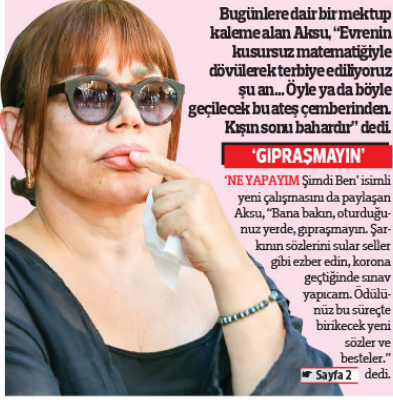 Bugünlere dair bir mektup
kaleme alan Aksu, “Evrenin
kusursuz matematiğiyle
dövülerek terbiye ediliyoruz
şu an... Öyle ya da böyle
geçilecek bu ateş çemberinden.
Kışın sonu bahardır” dedi.
‘GIPRAŞMAYIN’
‘NE YAPAYIM Şimdi Ben’ isimli
yeni çalışmasını da paylaşan
Aksu, “Bana bakın, oturduğu-
nuz yerde, gıpraşmayın. Şar-
kının sözlerini sular seller
gibi ezber edin, korona
geçtiğinde sınav
yapıcam. Ödülü-
nüz bu süreçte
birikecek yeni
sözler ve
besteler.”
dedi.
☛ Sayfa 2